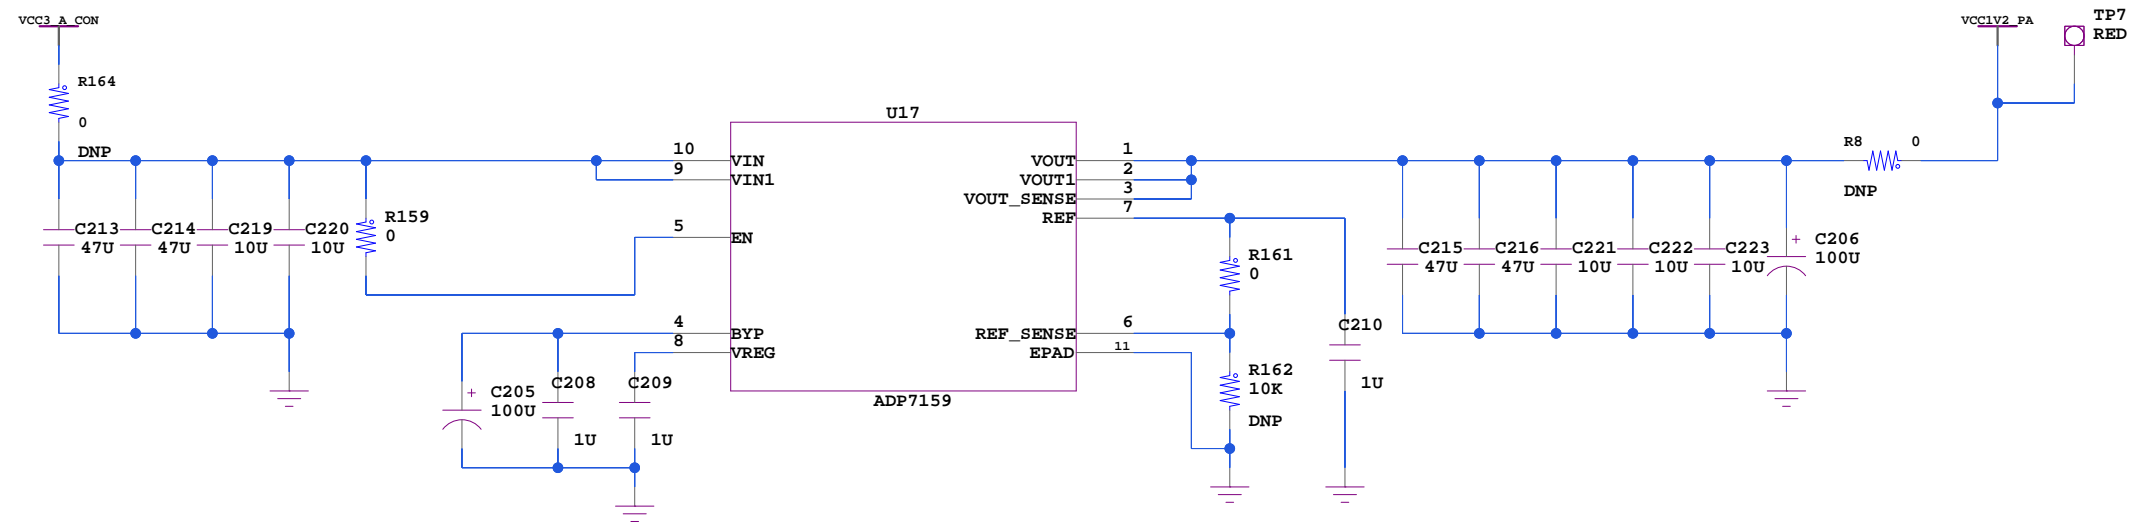 VCC3_A_CON
VCC1V2_PA
TP7
RED
R164
0
DNP
U17
10
VIN
9
VIN1
5
EN
4
BYP
8
VREG
VOUT
1
VOUT1
2
VOUT_SENSE
3
REF
7
REF_SENSE
6
EPAD
11
ADP7159
C213
47U
C214
47U
C219
10U
C220
10U
R159
0
C205
100U
C208
1U
C209
1U
R161
0
R162
10K
DNP
C210
1U
C215
47U
C216
47U
C221
10U
C222
10U
C223
10U
C206
100U
R8
0
DNP